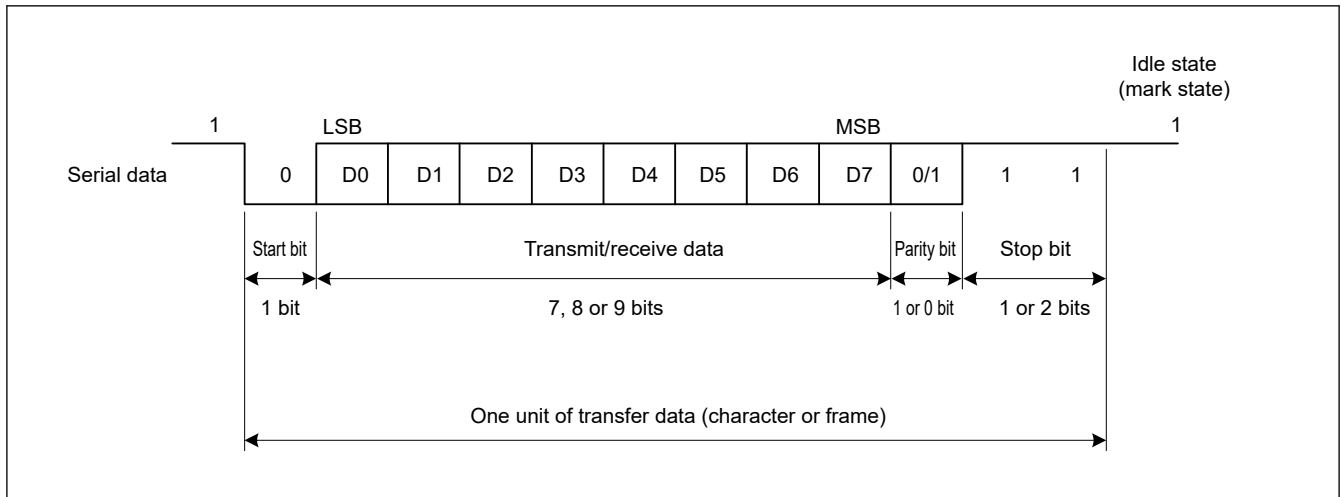 Idle state
(mark state)
1 LSB MSB 1
Serial data 0 D0 D1 D2 D3 D4 D5 D6 D7 0/1 1 1
Start bit Transmit/receive data Parity bit Stop bit
1 bit 7, 8 or 9 bits 1 or 0 bit 1 or 2 bits
One unit of transfer data (character or frame)